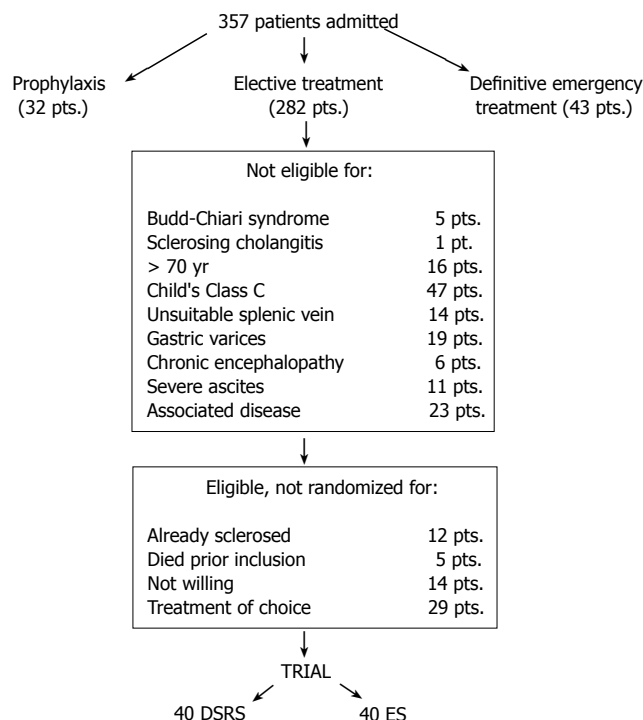 357 patients admitted
Prophylaxis
(32 pts.)
Elective treatment
(282 pts.)
Definitive emergency
treatment (43 pts.)
Not eligible for:
Budd-Chiari syndrome 5 pts.
Sclerosing cholangitis 1 pt.
> 70 yr 16 pts.
Child's Class C 47 pts.
Unsuitable splenic vein 14 pts.
Gastric varices 19 pts.
Chronic encephalopathy 6 pts.
Severe ascites 11 pts.
Associated disease 23 pts.
Eligible, not randomized for:
Already sclerosed 12 pts.
Died prior inclusion 5 pts.
Not willing 14 pts.
Treatment of choice 29 pts.
TRIAL
40 DSRS 40 ES